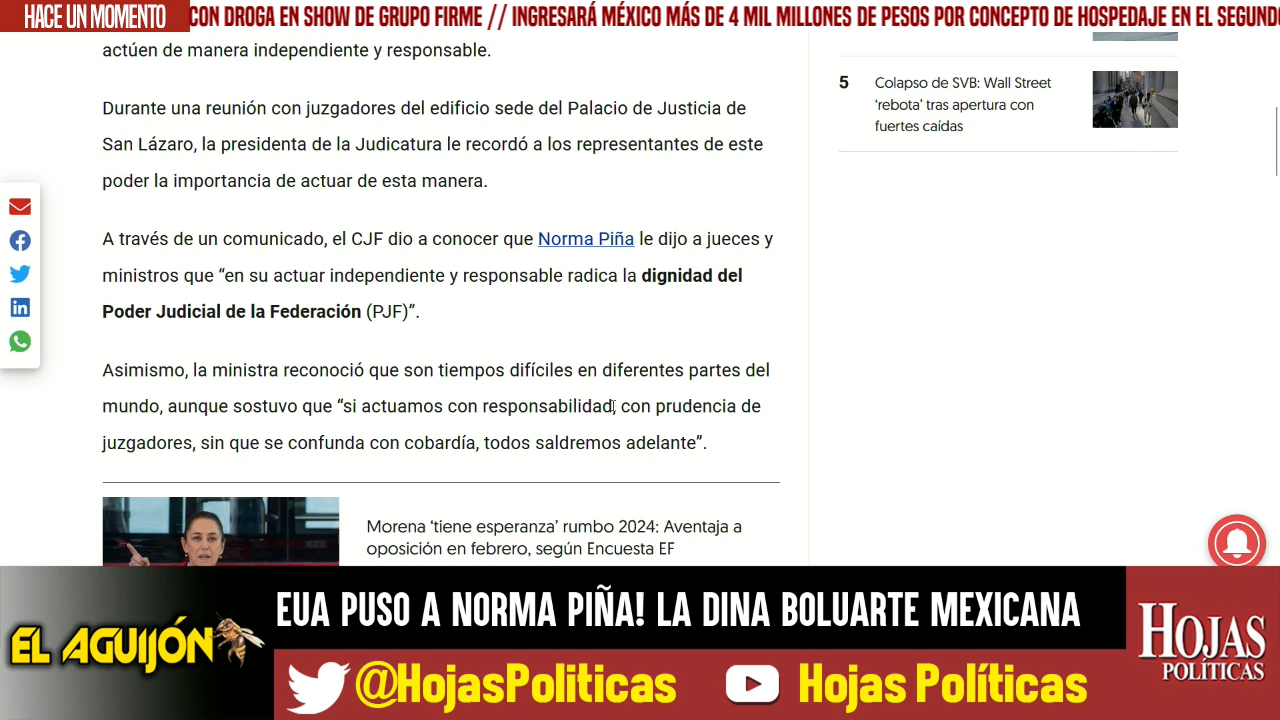 HACE UN MOMENTO
CON DROGA EN SHOW DE GRUPO FIRME // INGRESARÁ MÉXICO MÁS DE 4 MIL MILLONES DE PESOS POR CONCEPTO DE HOSPEDAJE EN EL SEGUND
actúen de manera independiente y responsable.
Durante una reunión con juzgadores del edificio sede del Palacio de Justicia de
San Lázaro, la presidenta de la Judicatura le recordó a los representantes de este
poder la importancia de actuar de esta manera.
A través de un comunicado, el CJF dio a conocer que Norma Piña le dijo a jueces y
ministros que “en su actuar independiente y responsable radica la dignidad del
Poder Judicial de la Federación (PJF)”.
Asimismo, la ministra reconoció que son tiempos difíciles en diferentes partes del
mundo, aunque sostuvo que “si actuamos con responsabilidad, con prudencia de
juzgadores, sin que se confunda con cobardía, todos saldremos adelante”.
Morena ‘tiene esperanza’ rumbo 2024: Aventaja a
oposición en febrero, según Encuesta EF
5
Colapso de SVB: Wall Street
‘rebota’ tras apertura con
fuertes caídas
EL AGUIJÓN
EUA PUSO A NORMA PIÑA! LA DINA BOLUARTE MEXICANA
@HojasPoliticas
Hojas Políticas
HOJAS
POLÍTICAS